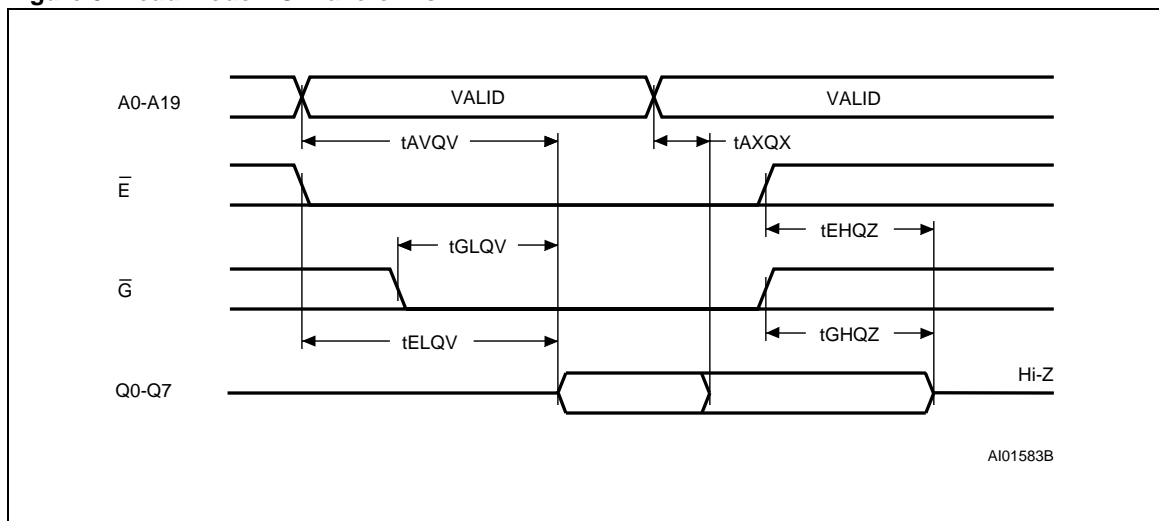 A0-A19
VALID
VALID
tAVQV
tAXQX
E
tEHQZ
tGLQV
G
tELQV
tGHQZ
Q0-Q7
Hi-Z
AI01583B